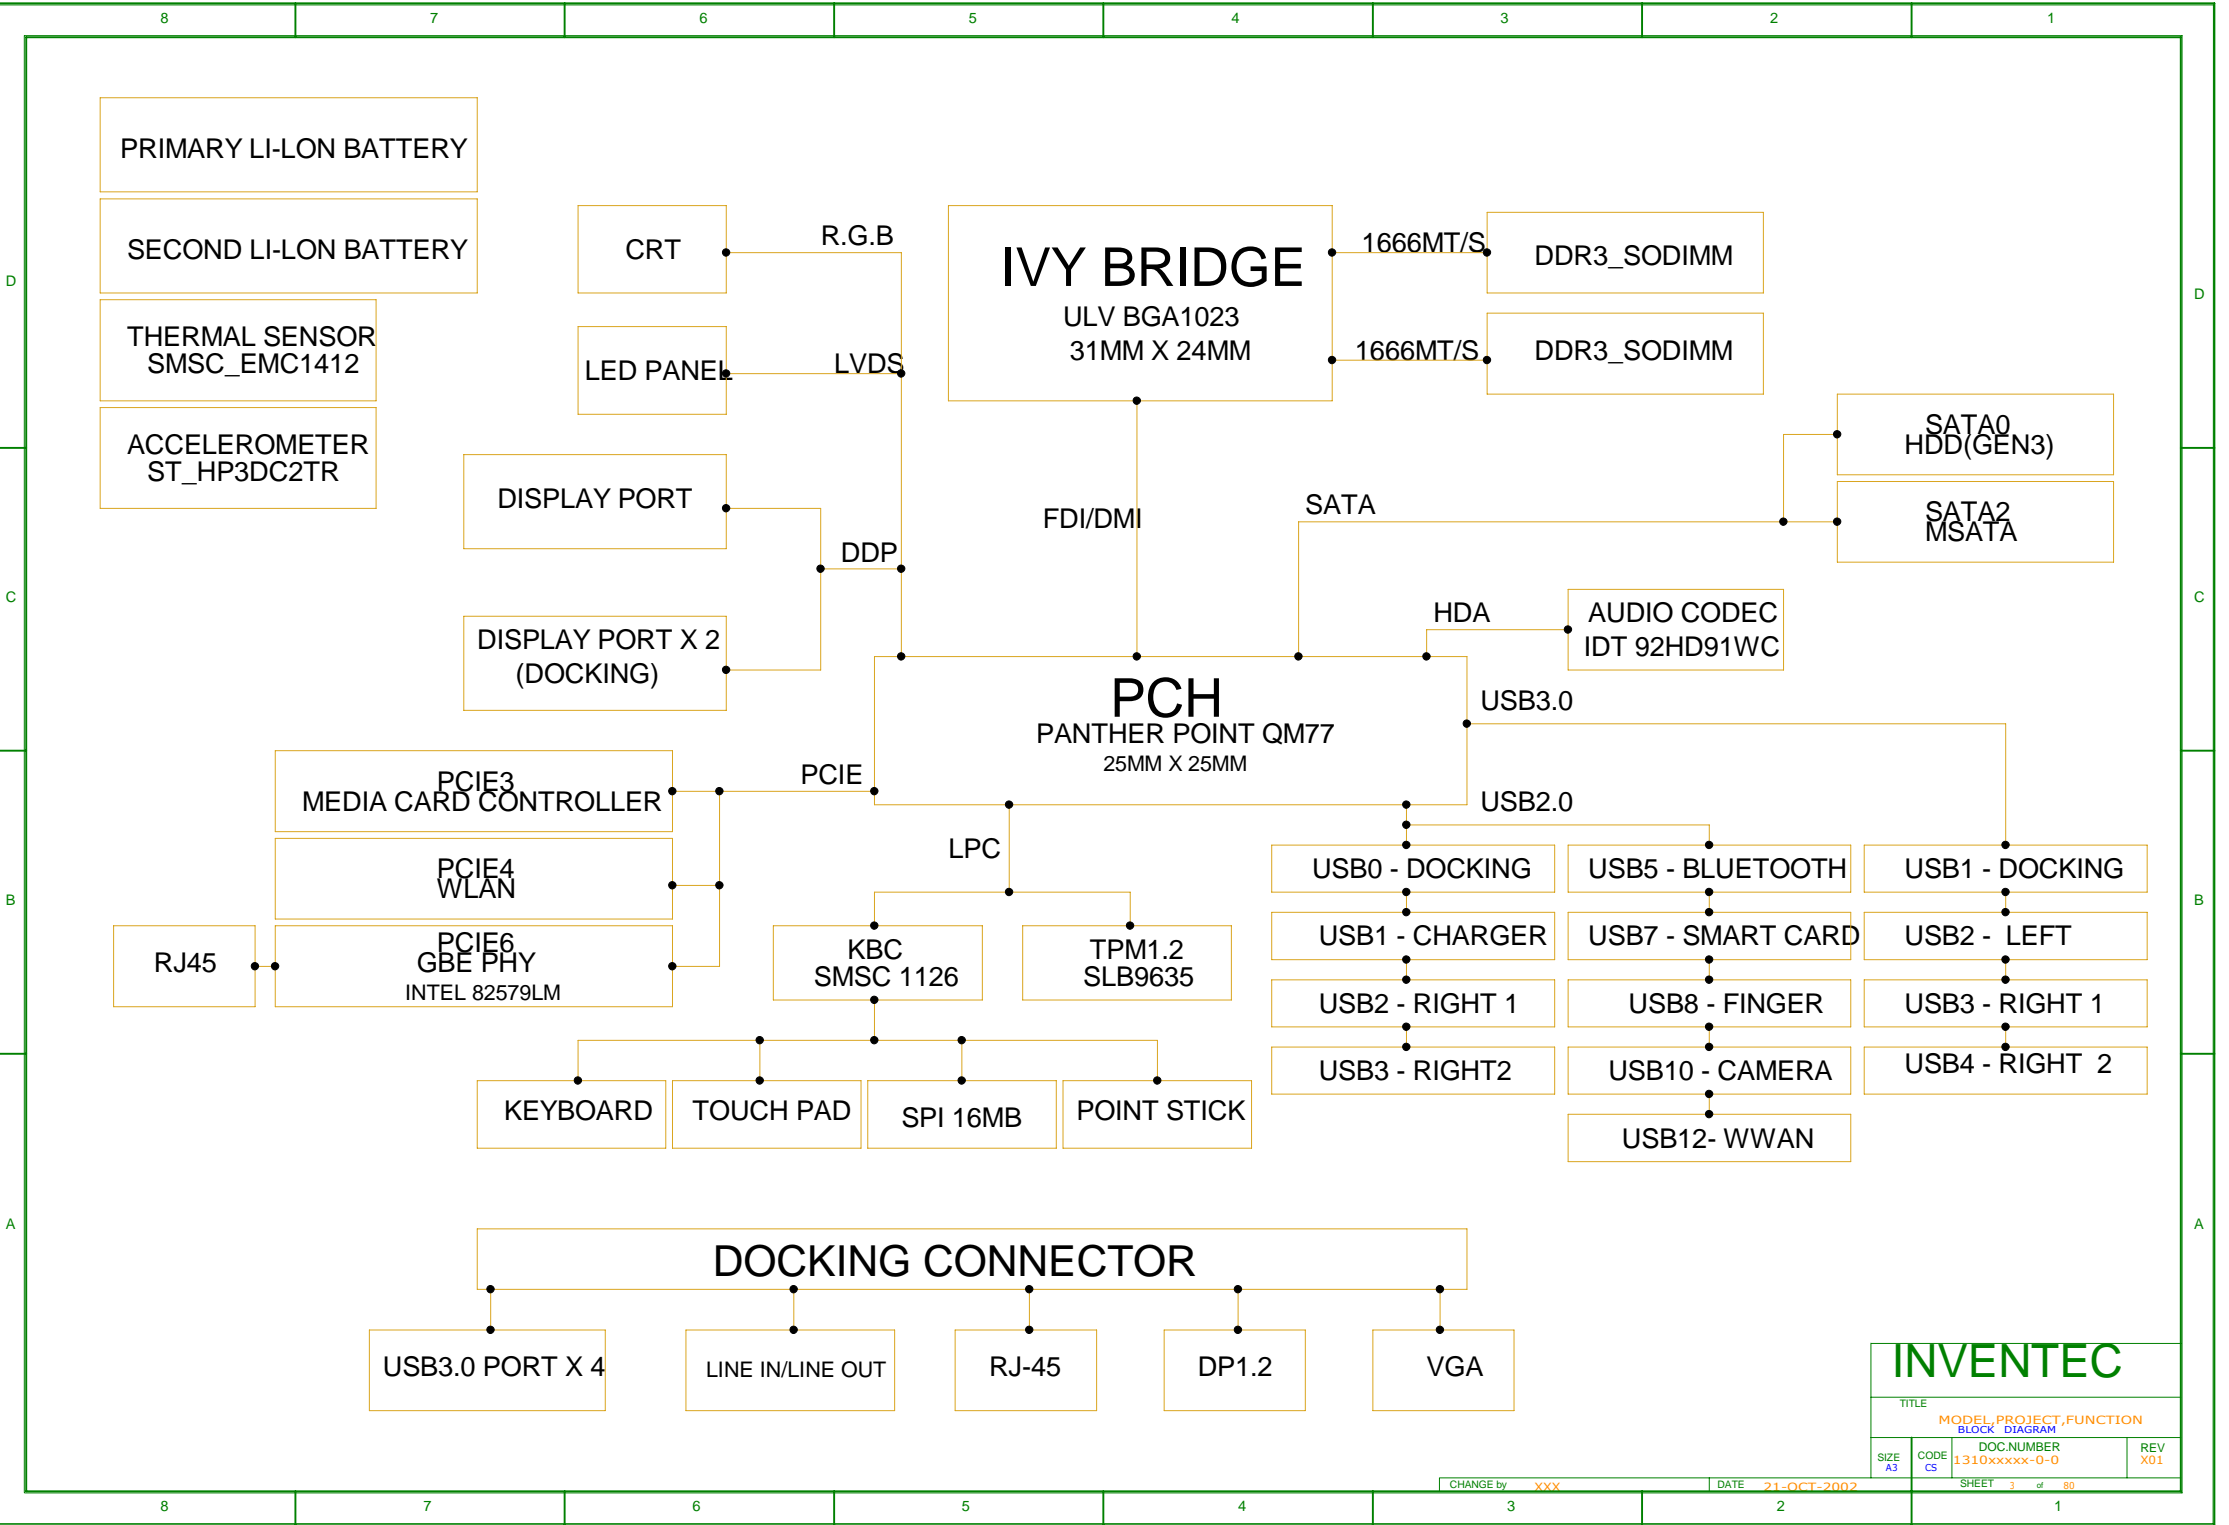 8 7 6 5 4 3 2 1
PRIMARY LI-LON BATTERY
SECOND LI-LON BATTERY
THERMAL SENSOR
SMSC_EMC1412
ACCELEROMETER
ST_HP3DC2TR
CRT
R.G.B
LED PANEL
LVDS
DISPLAY PORT
DDP
DISPLAY PORT X 2
(DOCKING)
IVY BRIDGE
ULV BGA1023
31MM X 24MM
1666MT/S
DDR3_SODIMM
1666MT/S
DDR3_SODIMM
D
D
FDI/DMI
SATA
SATA0
HDD(GEN3)
SATA2
MSATA
HDA
AUDIO CODEC
IDT 92HD91WC
C
C
PCH
PANTHER POINT QM77
25MM X 25MM
USB3.0
USB2.0
PCIE
PCIE3
MEDIA CARD CONTROLLER
PCIE4
WLAN
RJ45
PCIE6
GBE PHY
INTEL 82579LM
LPC
KBC
SMSC 1126
TPM1.2
SLB9635
B
B
USB0 - DOCKING
USB1 - CHARGER
USB2 - RIGHT 1
USB3 - RIGHT2
USB5 - BLUETOOTH
USB7 - SMART CARD
USB8 - FINGER
USB10 - CAMERA
USB12- WWAN
USB1 - DOCKING
USB2 - LEFT
USB3 - RIGHT 1
USB4 - RIGHT 2
KEYBOARD
TOUCH PAD
SPI 16MB
POINT STICK
A
A
DOCKING CONNECTOR
USB3.0 PORT X 4
LINE IN/LINE OUT
RJ-45
DP1.2
VGA
INVENTEC
TITLE
MODEL,PROJECT,FUNCTION
BLOCK DIAGRAM
SIZE
A3
CODE
CS
DOC.NUMBER
1310xxxxx-0-0
REV
X01
CHANGE by XXX
DATE 21-OCT-2002
SHEET 3 of 80
8 7 6 5 4 3 2 1